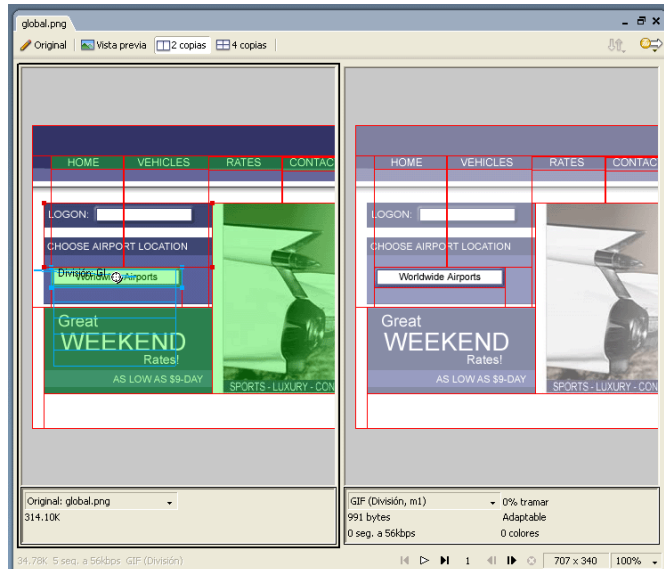 global.png
Original Vista previa 2 copias 4 copias
HOME VEHICLES RATES CONTAC
LOGON:
CHOOSE AIRPORT LOCATION
División: GI
Worldwide Airports
Great
WEEKEND
Rates!
AS LOW AS $9-DAY
SPORTS - LUXURY - CON
HOME VEHICLES RATES CONTAC
LOGON:
CHOOSE AIRPORT LOCATION
Worldwide Airports
Great
WEEKEND
Rates!
AS LOW AS $9-DAY
SPORTS - LUXURY - CON
Original: global.png
314.10K
GIF (División, m1) 0% tramar
991 bytes Adaptable
0 seg. a 56kbps 0 colores
34.78K 5 seg. a 56kbps GIF (División) 1 707 x 340 100%